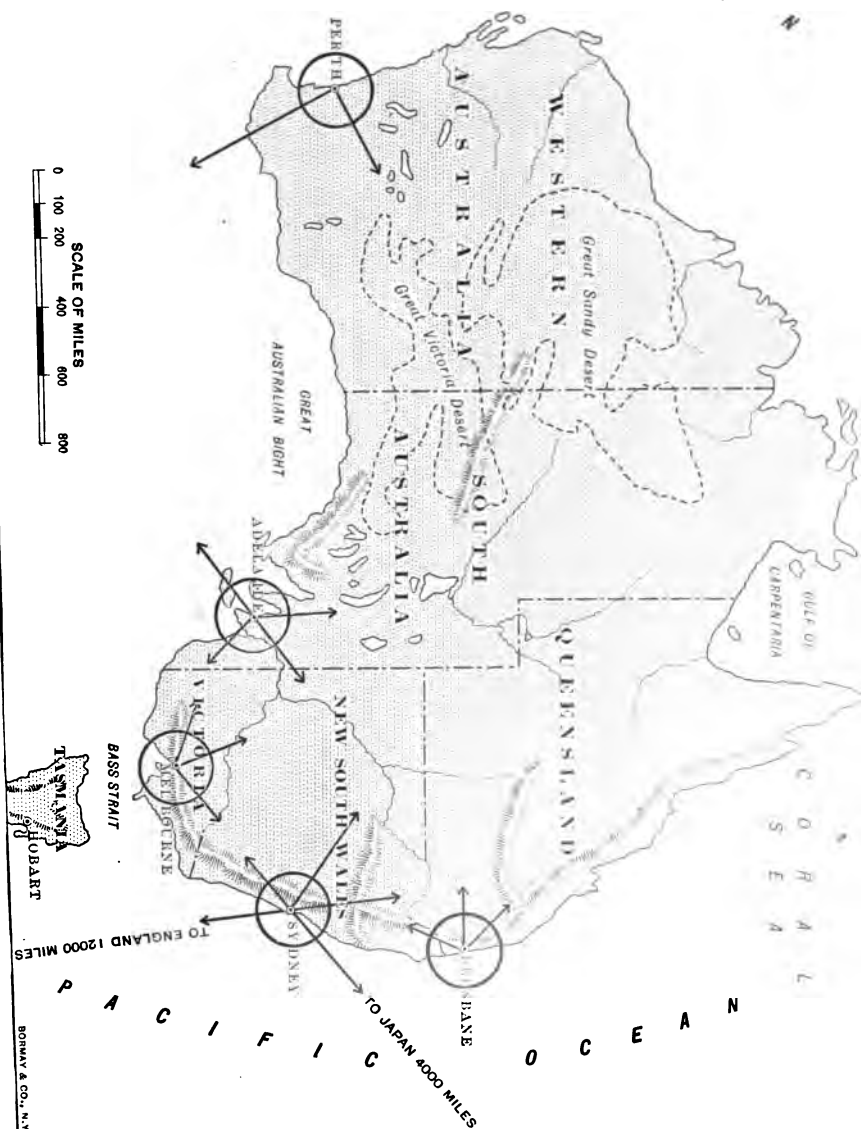 N
PERTH
WESTERN
AUSTRALIA
Great Sandy Desert
Great Victoria Desert
SOUTH
AUSTRALIA
GREAT
AUSTRALIAN BIGHT
SCALE OF MILES
0 100 200 400 600 800
ADELAIDE
GULF OF
CARPENTARIA
QUEENSLAND
CORAL
SEA
NEW SOUTH WALES
VICTORIA
MELBOURNE
BASS STRAIT
TASMANIA
HOBART
SYDNEY
BANE
TO ENGLAND 12000 MILES
TO JAPAN 4000 MILES
PACIFIC OCEAN
BORMAY & CO., N.Y